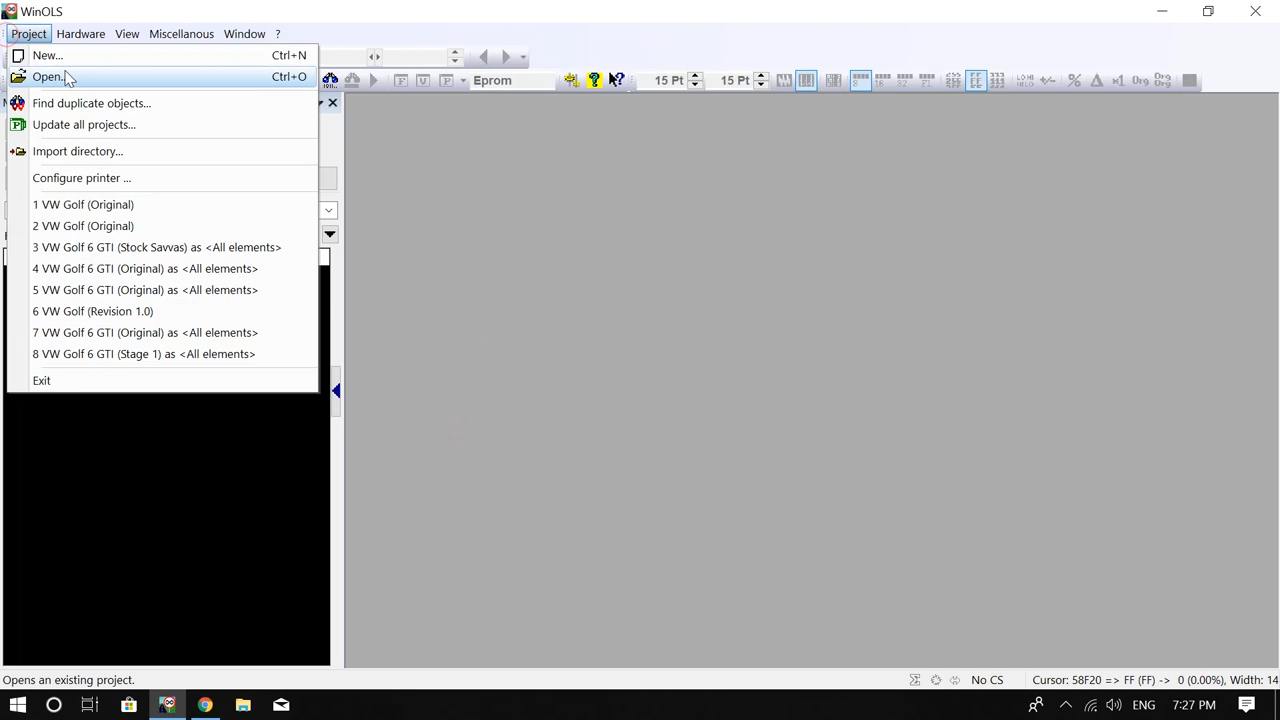 WinOLS
Project Hardware View Miscellanous Window ?
New... Ctrl+N
Open... Ctrl+O
Eprom 15 Pt 15 Pt
Find duplicate objects...
Update all projects...
Import directory...
Configure printer ...
1 VW Golf (Original)
2 VW Golf (Original)
3 VW Golf 6 GTI (Stock Savvas) as <All elements>
4 VW Golf 6 GTI (Original) as <All elements>
5 VW Golf 6 GTI (Original) as <All elements>
6 VW Golf (Revision 1.0)
7 VW Golf 6 GTI (Original) as <All elements>
8 VW Golf 6 GTI (Stage 1) as <All elements>
Exit
Opens an existing project. No CS Cursor: 58F20 => FF (FF) -> 0 (0.00%), Width: 14
ENG 7:27 PM